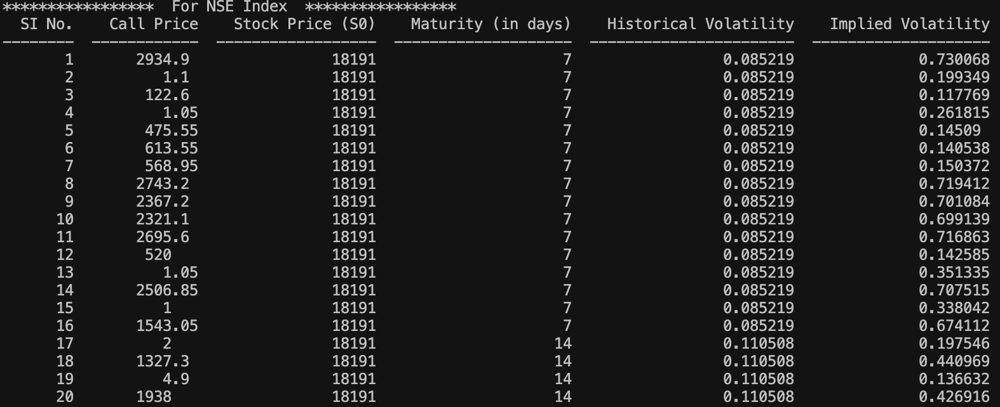 *****************  For NSE Index  *****************
  SI No.    Call Price    Stock Price (S0)    Maturity (in days)    Historical Volatility    Implied Volatility
--------  ------------  ------------------  --------------------  -----------------------  --------------------
       1       2934.9                18191                     7                 0.085219              0.730068
       2          1.1                18191                     7                 0.085219              0.199349
       3        122.6                18191                     7                 0.085219              0.117769
       4          1.05               18191                     7                 0.085219              0.261815
       5        475.55               18191                     7                 0.085219              0.14509
       6        613.55               18191                     7                 0.085219              0.140538
       7        568.95               18191                     7                 0.085219              0.150372
       8       2743.2                18191                     7                 0.085219              0.719412
       9       2367.2                18191                     7                 0.085219              0.701084
      10       2321.1                18191                     7                 0.085219              0.699139
      11       2695.6                18191                     7                 0.085219              0.716863
      12        520                  18191                     7                 0.085219              0.142585
      13          1.05               18191                     7                 0.085219              0.351335
      14       2506.85               18191                     7                 0.085219              0.707515
      15          1                  18191                     7                 0.085219              0.338042
      16       1543.05               18191                     7                 0.085219              0.674112
      17          2                  18191                    14                 0.110508              0.197546
      18       1327.3                18191                    14                 0.110508              0.440969
      19          4.9                18191                    14                 0.110508              0.136632
      20       1938                  18191                    14                 0.110508              0.426916